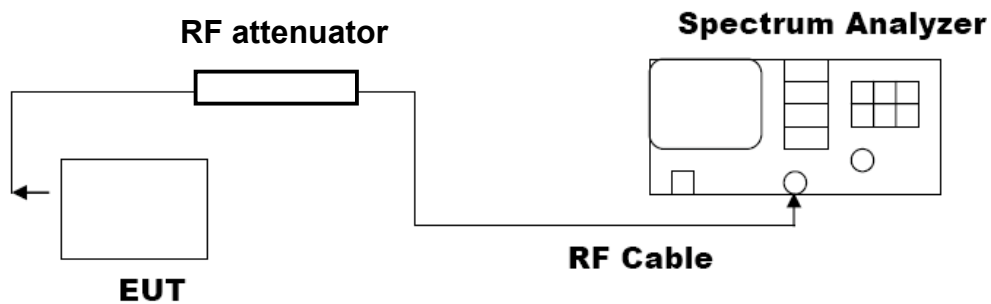 RF attenuator
Spectrum Analyzer
RF Cable
EUT